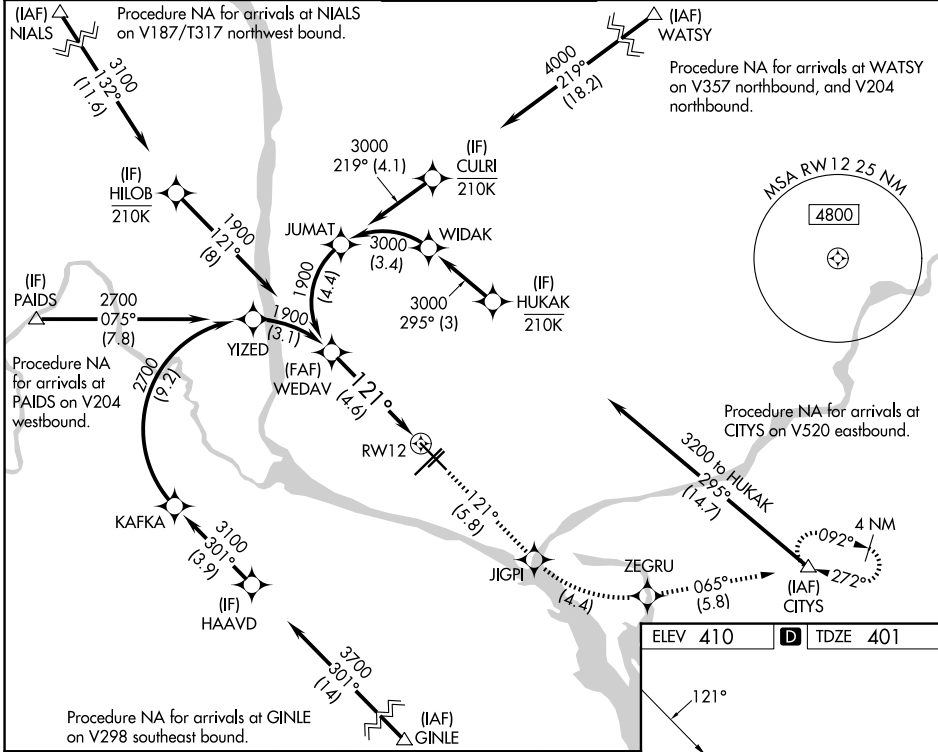 (IAF)
NIALS
Procedure NA for arrivals at NIALS
on V187/T317 northwest bound.
(IAF)
WATSY
3100
132°
(11.6)
4000
219°
(18.2)
Procedure NA for arrivals at WATSY
on V357 northbound, and V204
northbound.
3000
219° (4.1)
(IF)
CULRI
210K
(IF)
HILOB
210K
MSA RW12 25 NM
4800
1900
121°
(8)
JUMAT
3000
(3.4)
WIDAK
1900
(4.4)
(IF)
PAIDS
2700
075°
(7.8)
3000
295° (3)
(IF)
HUKAK
210K
1900
(3.1)
YIZED
(FAF)
WEDAV
121°
(4.6)
Procedure NA
for arrivals at
PAIDS on V204
westbound.
2700
(9.2)
Procedure NA for arrivals at
CITYS on V520 eastbound.
RW12
3200 to HUKAK
295°
(14.7)
KAFKA
121°
(5.8)
4 NM
092°
272°
3100
301°
(3.9)
JIGPI
ZEGRU
(4.4)
065°
(5.8)
(IAF)
CITYS
(IF)
HAAVD
ELEV 410
D
TDZE 401
3700
301°
(14)
121°
Procedure NA for arrivals at GINLE
on V298 southeast bound.
(IAF)
GINLE